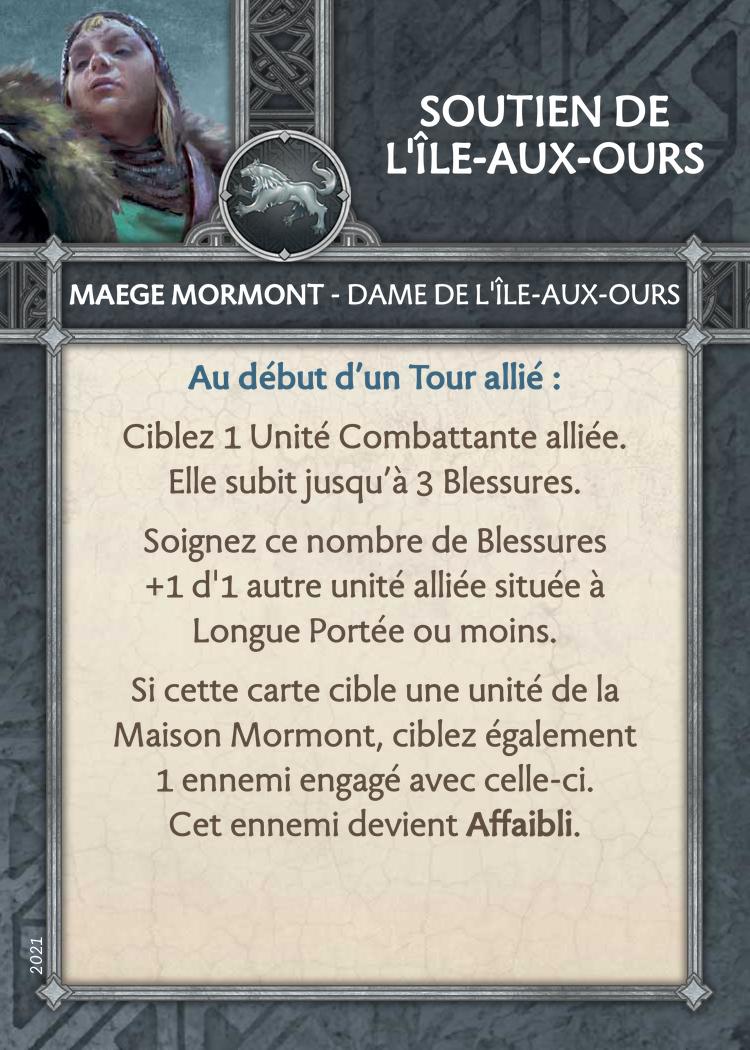 SOUTIEN DE
L'ÎLE-AUX-OURS
MAEGE MORMONT - DAME DE L'ÎLE-AUX-OURS
Au début d’un Tour allié :
Ciblez 1 Unité Combattante alliée.
Elle subit jusqu’à 3 Blessures.
Soignez ce nombre de Blessures
+1 d'1 autre unité alliée située à
Longue Portée ou moins.
Si cette carte cible une unité de la
Maison Mormont, ciblez également
1 ennemi engagé avec celle-ci.
Cet ennemi devient Affaibli.
2021